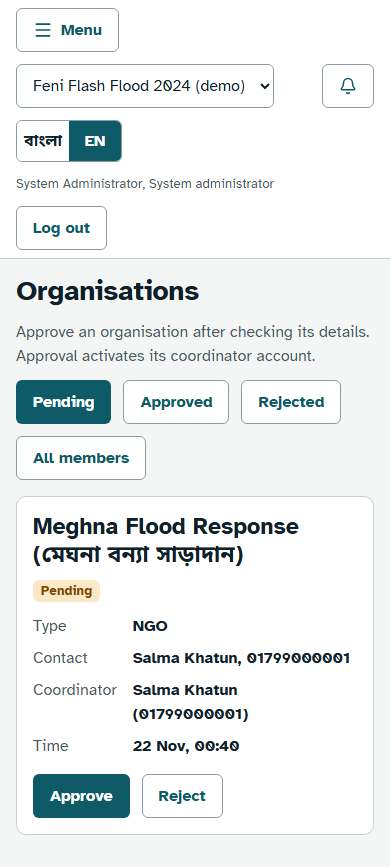 Menu
Feni Flash Flood 2024 (demo)
বাংলা EN
System Administrator, System administrator
Log out
Organisations
Approve an organisation after checking its details.
Approval activates its coordinator account.
Pending Approved Rejected
All members
Meghna Flood Response
(মেঘনা বন্যা সাড়াদান)
Pending
Type NGO
Contact Salma Khatun, 01799000001
Coordinator Salma Khatun
(01799000001)
Time 22 Nov, 00:40
Approve Reject